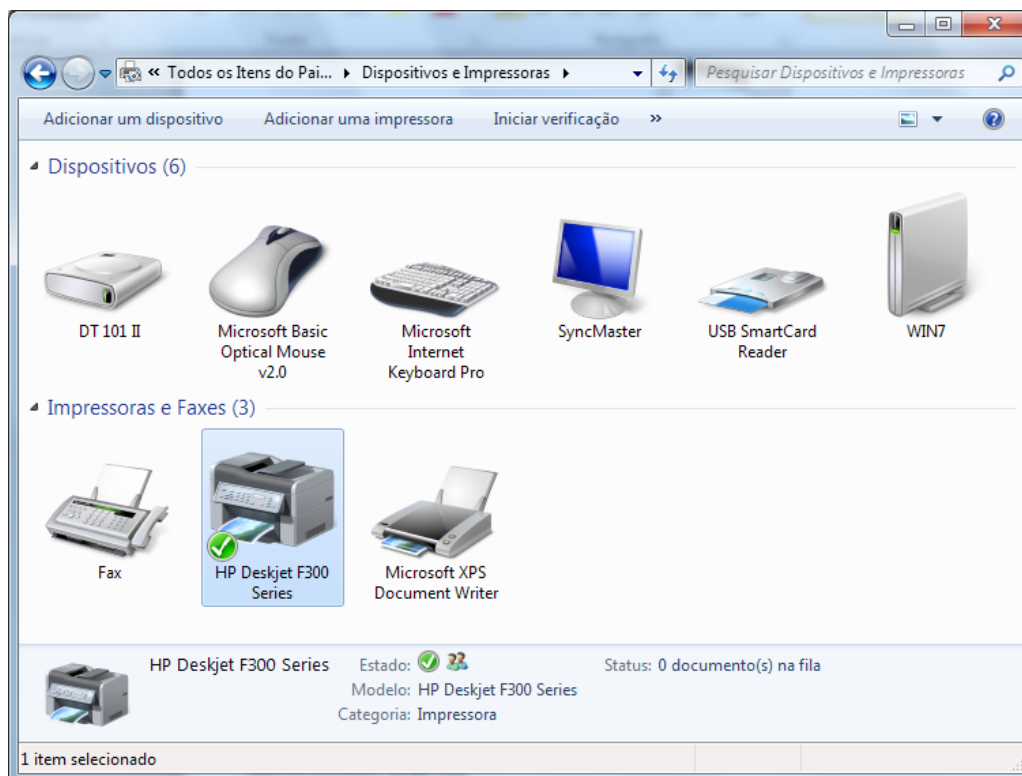 « Todos os Itens do Pai... ▸ Dispositivos e Impressoras ▸
Pesquisar Dispositivos e Impressoras
Adicionar um dispositivo Adicionar uma impressora Iniciar verificação »
Dispositivos (6)
DT 101 II
Microsoft Basic
Optical Mouse
v2.0
Microsoft
Internet
Keyboard Pro
SyncMaster
USB SmartCard
Reader
WIN7
Impressoras e Faxes (3)
Fax
HP Deskjet F300
Series
Microsoft XPS
Document Writer
HP Deskjet F300 Series
Estado:
Status: 0 documento(s) na fila
Modelo: HP Deskjet F300 Series
Categoria: Impressora
1 item selecionado